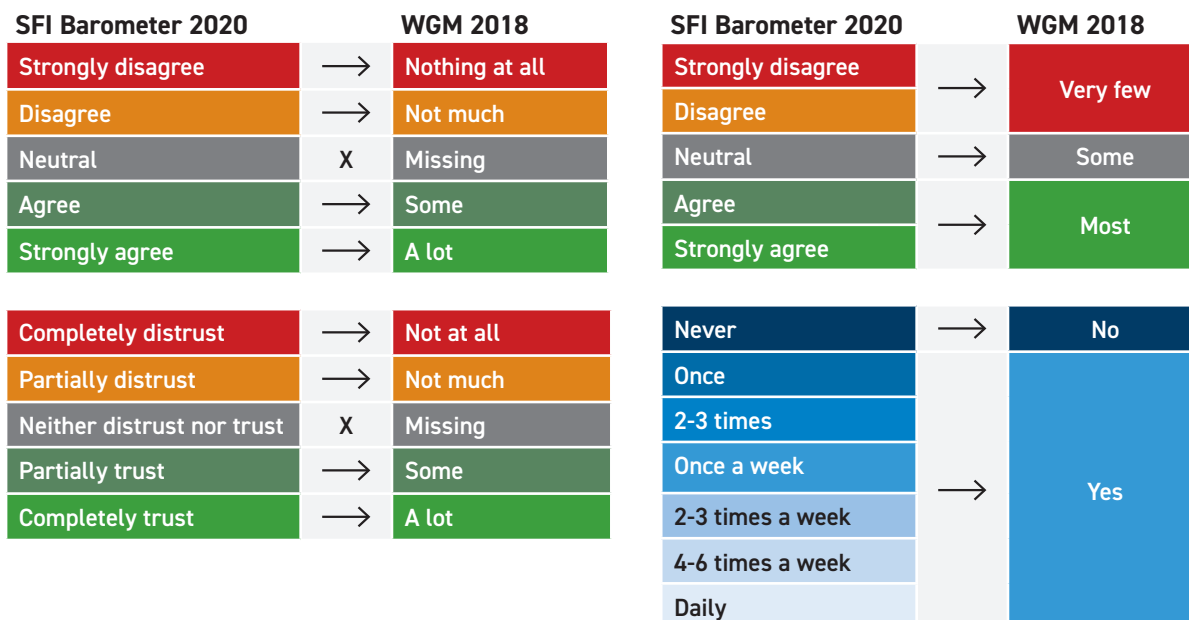 SFI Barometer 2020 WGM 2018
Strongly disagree → Nothing at all
Disagree → Not much
Neutral X Missing
Agree → Some
Strongly agree → A lot
Completely distrust → Not at all
Partially distrust → Not much
Neither distrust nor trust X Missing
Partially trust → Some
Completely trust → A lot
SFI Barometer 2020 WGM 2018
Strongly disagree
Disagree
→ Very few
Neutral → Some
Agree
Strongly agree
→ Most
Never → No
Once
2-3 times
Once a week
2-3 times a week
4-6 times a week
Daily
→ Yes